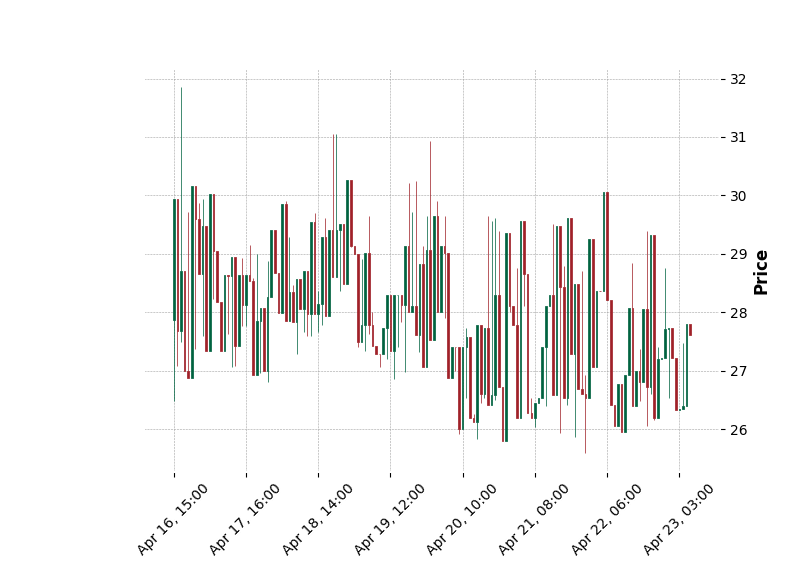 32
31
30
29
28
27
26
Price
Apr 16, 15:00
Apr 17, 16:00
Apr 18, 14:00
Apr 19, 12:00
Apr 20, 10:00
Apr 21, 08:00
Apr 22, 06:00
Apr 23, 03:00